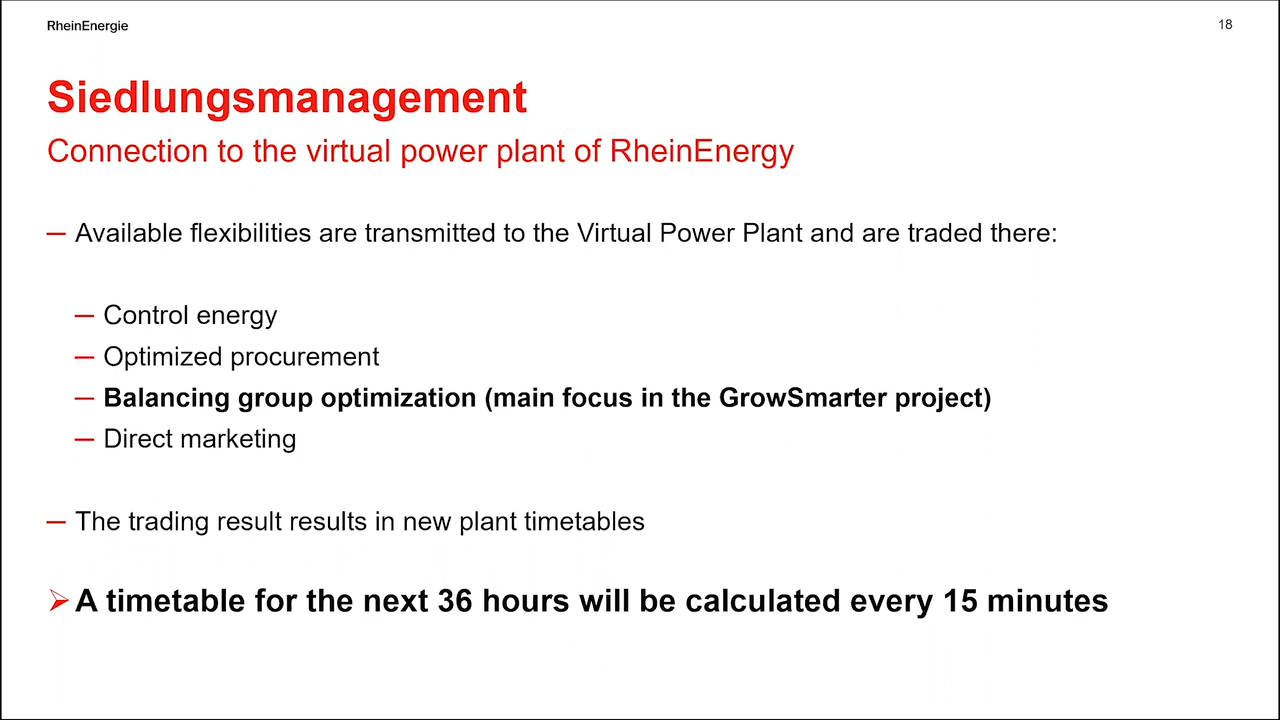 RheinEnergie
18
Siedlungsmanagement
Connection to the virtual power plant of RheinEnergy
— Available flexibilities are transmitted to the Virtual Power Plant and are traded there:
— Control energy
— Optimized procurement
— Balancing group optimization (main focus in the GrowSmarter project)
— Direct marketing
— The trading result results in new plant timetables
➢ A timetable for the next 36 hours will be calculated every 15 minutes